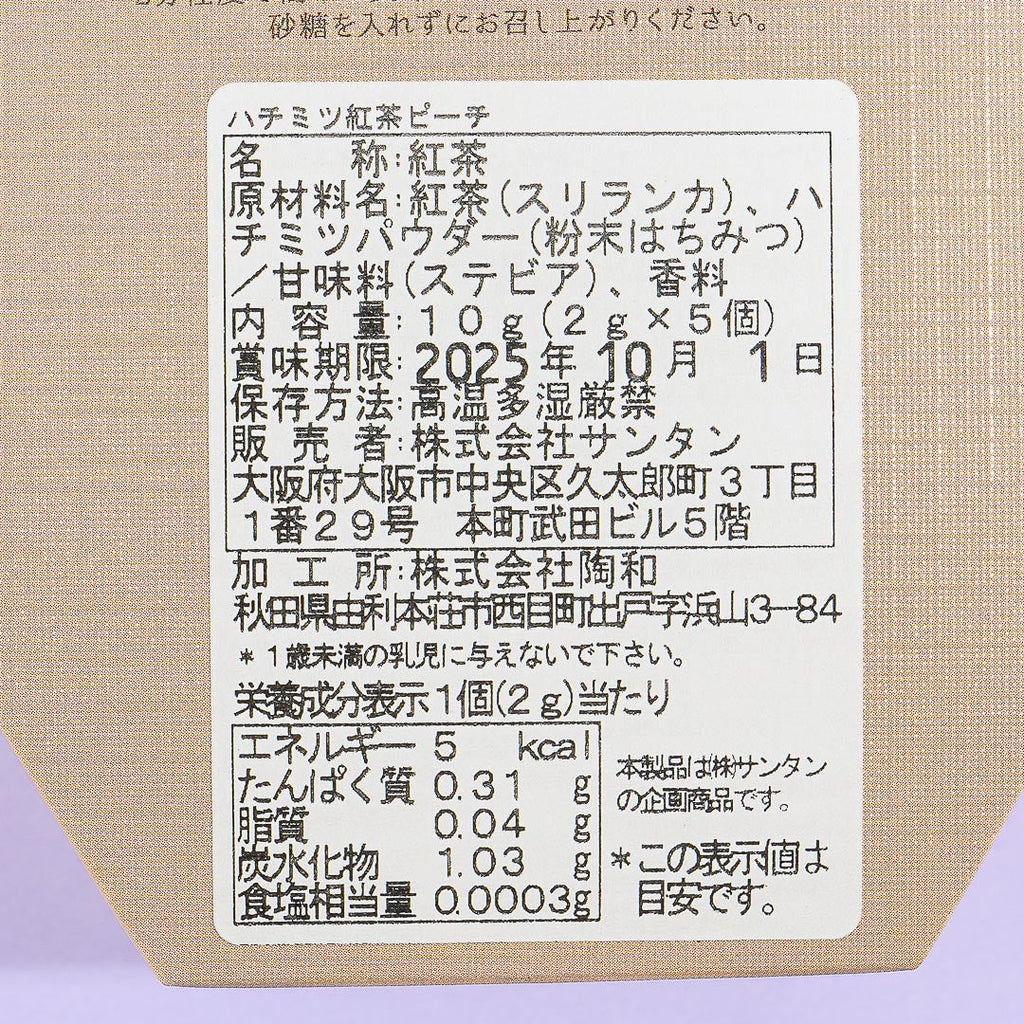 砂糖を入れずにお召し上がりください。
ハチミツ紅茶ピーチ
名 称:紅茶
原材料名:紅茶(スリランカ)、ハ
チミツパウダー(粉末はちみつ)
/甘味料(ステビア)、香料
内 容 量:10g(2g×5個)
賞味期限:2025年10月 1日
保存方法:高温多湿厳禁
販 売 者:株式会社サンタン
大阪府大阪市中央区久太郎町3丁目
1番29号 本町武田ビル5階
加 工 所:株式会社陶和
秋田県由利本荘市西目町出戸字浜山3-84
*1歳未満の乳児に与えないで下さい。
栄養成分表示1個(2g)当たり
エネルギー 5 kcal
たんぱく質 0.31 g
脂質 0.04 g
炭水化物 1.03 g
食塩相当量 0.0003g
本製品は㈱サンタン
の企画商品です。
*この表示値は
目安です。